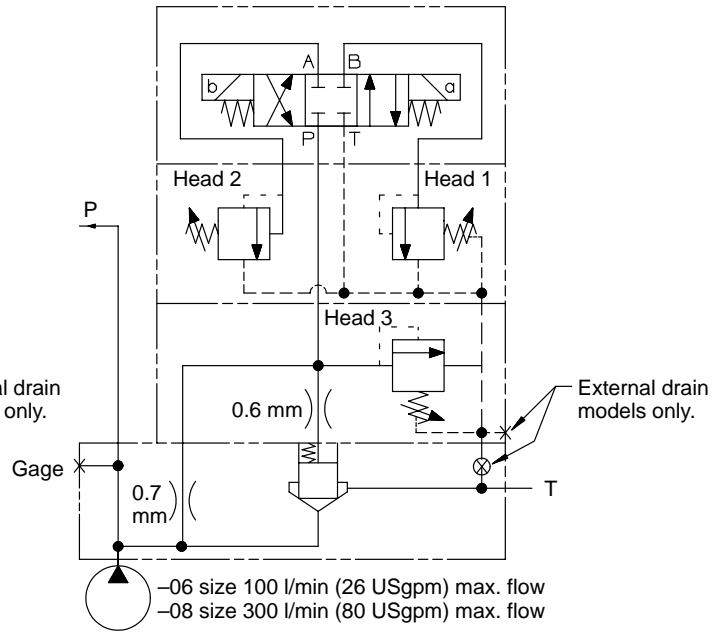 A B
b a
P T
Head 2 Head 1
P
Head 3
al drain
only.
0.6 mm
External drain
models only.
Gage
0.7
mm
T
–06 size 100 l/min (26 USgpm) max. flow
–08 size 300 l/min (80 USgpm) max. flow